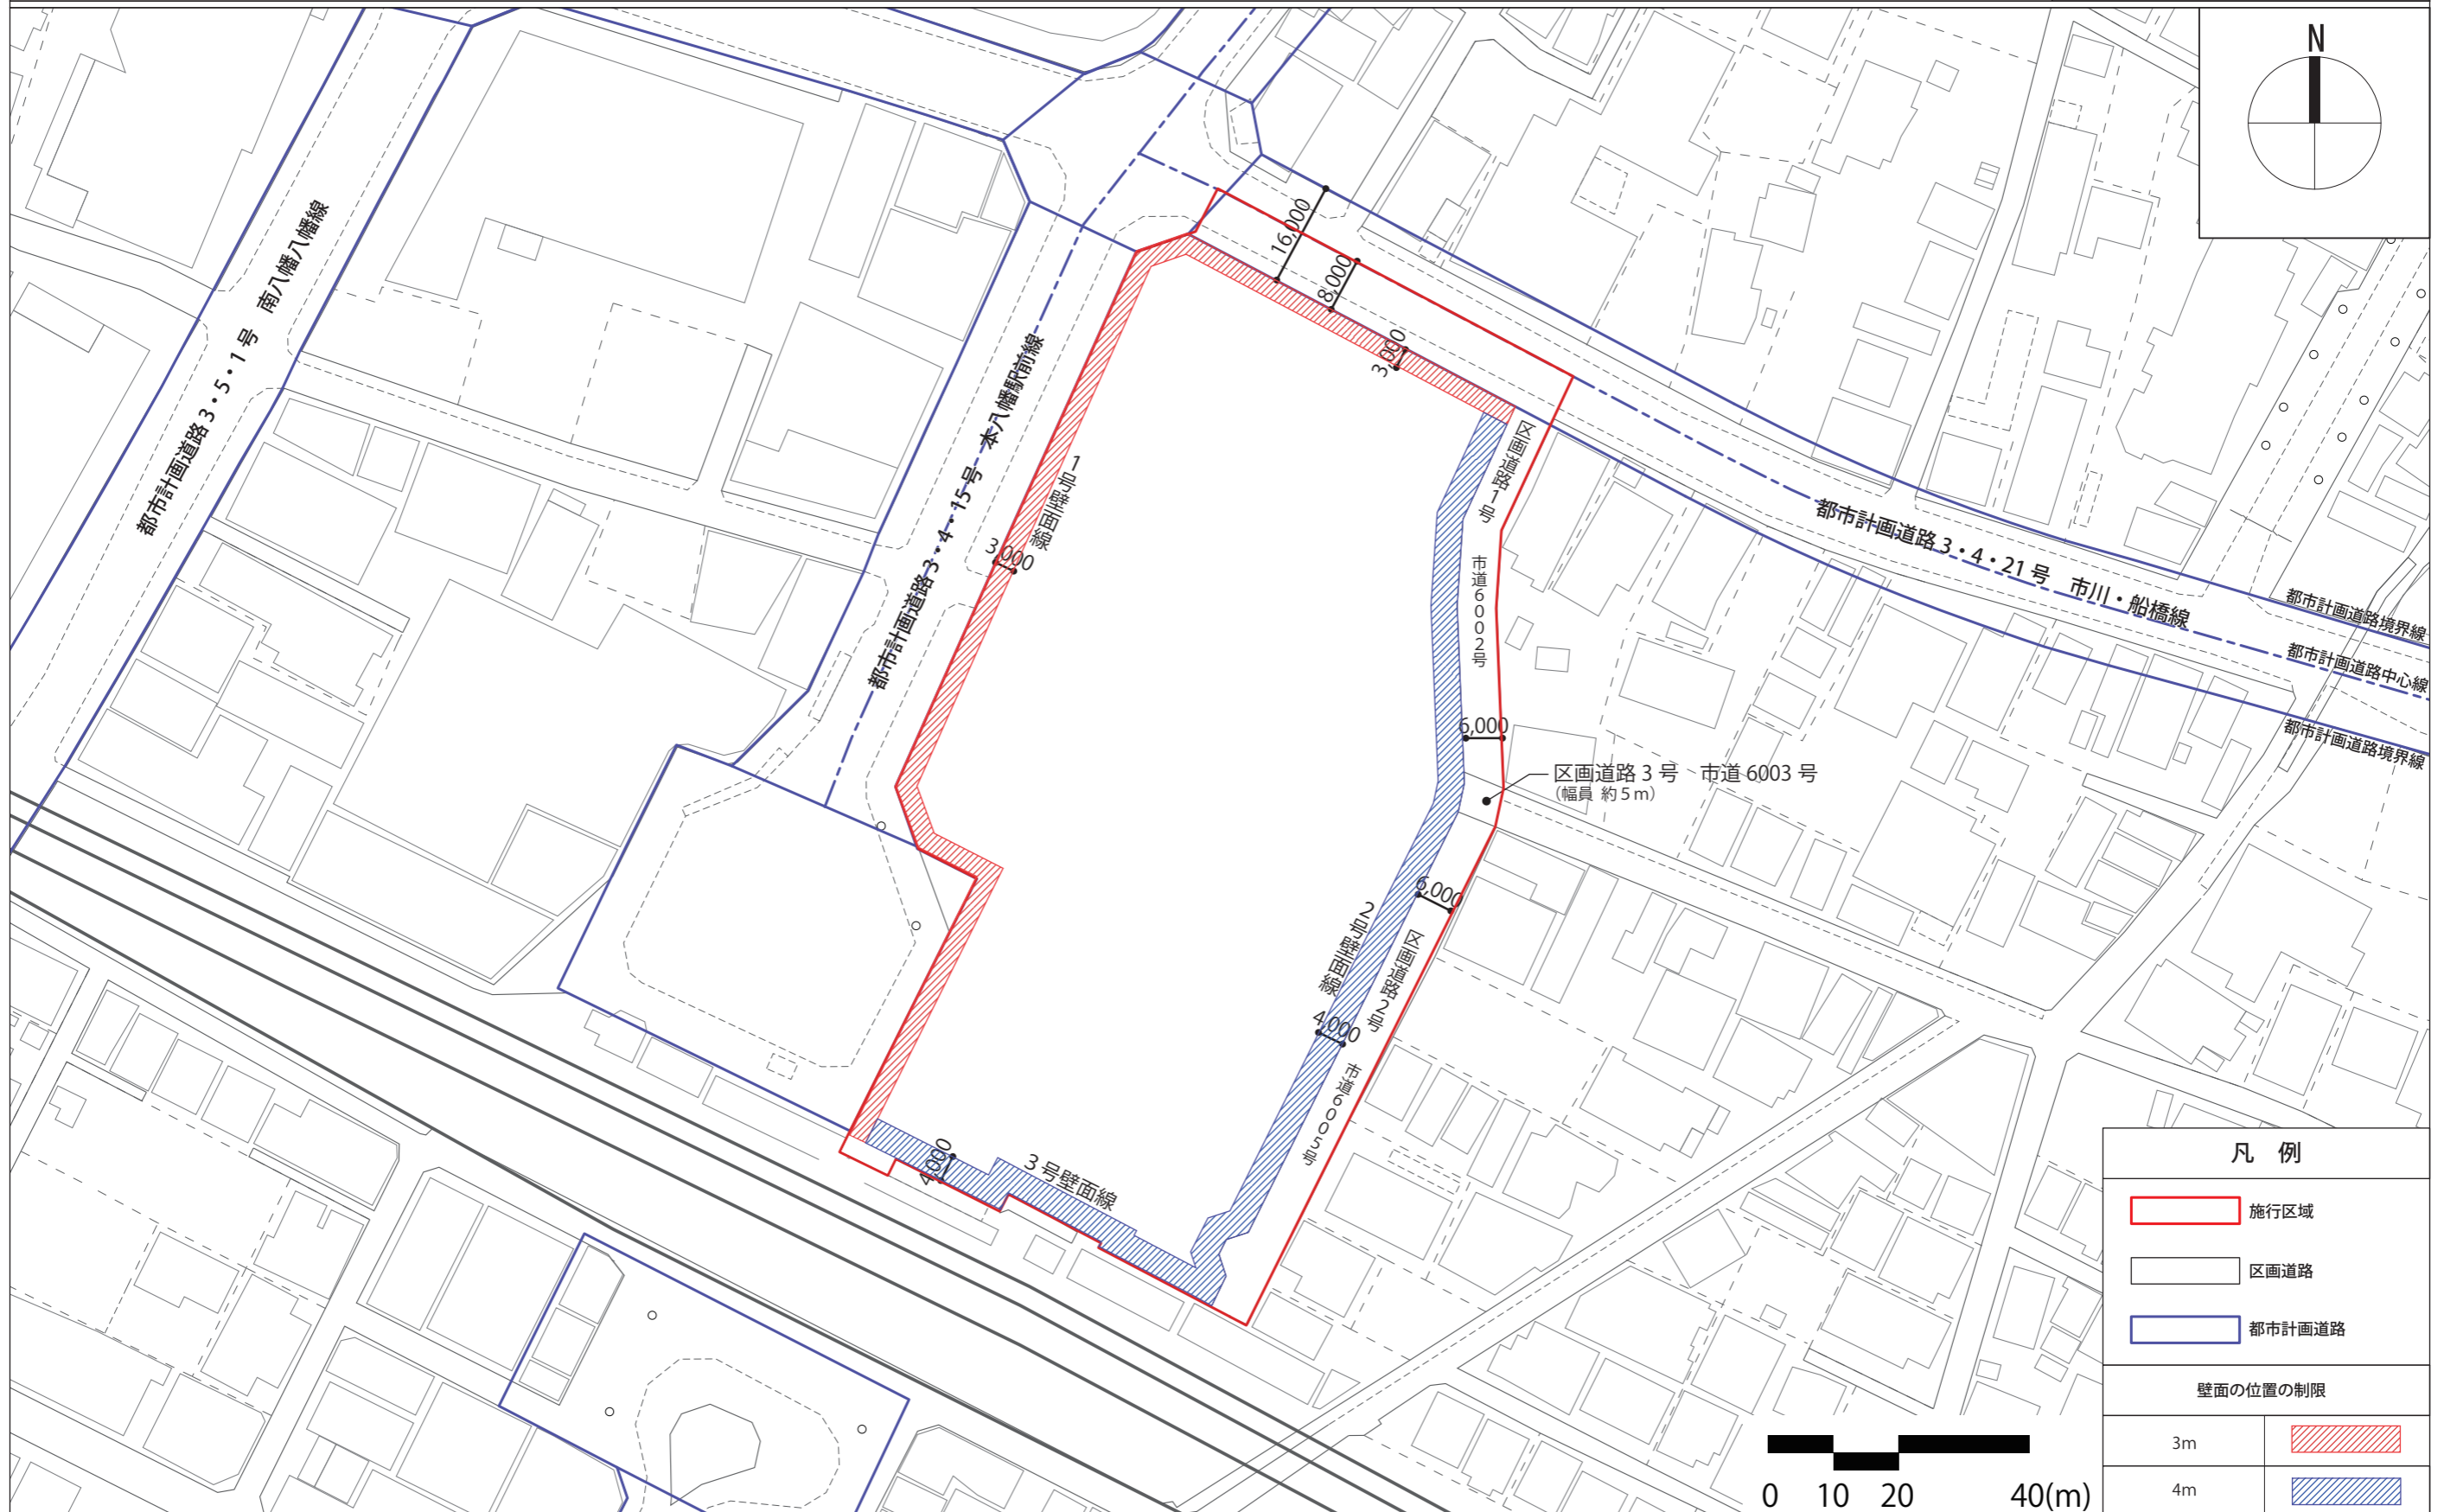 N
都市計画道路 3・5・1 号　南八幡八幡線
都市計画道路 3・4・15 号　本八幡駅前線
16,000
8,000
3,000
1号壁面線
3,000
区画道路1号
市道6002号
都市計画道路 3・4・21 号　市川・船橋線
都市計画道路境界線
都市計画道路中心線
都市計画道路境界線
6,000
区画道路 3 号　市道 6003 号
(幅員 約 5 m)
6,000
2号壁面線
区画道路2号
4,000
市道6005号
4,000
3 号壁面線
凡　例
施行区域
区画道路
都市計画道路
壁面の位置の制限
3m
4m
0 10 20 40(m)